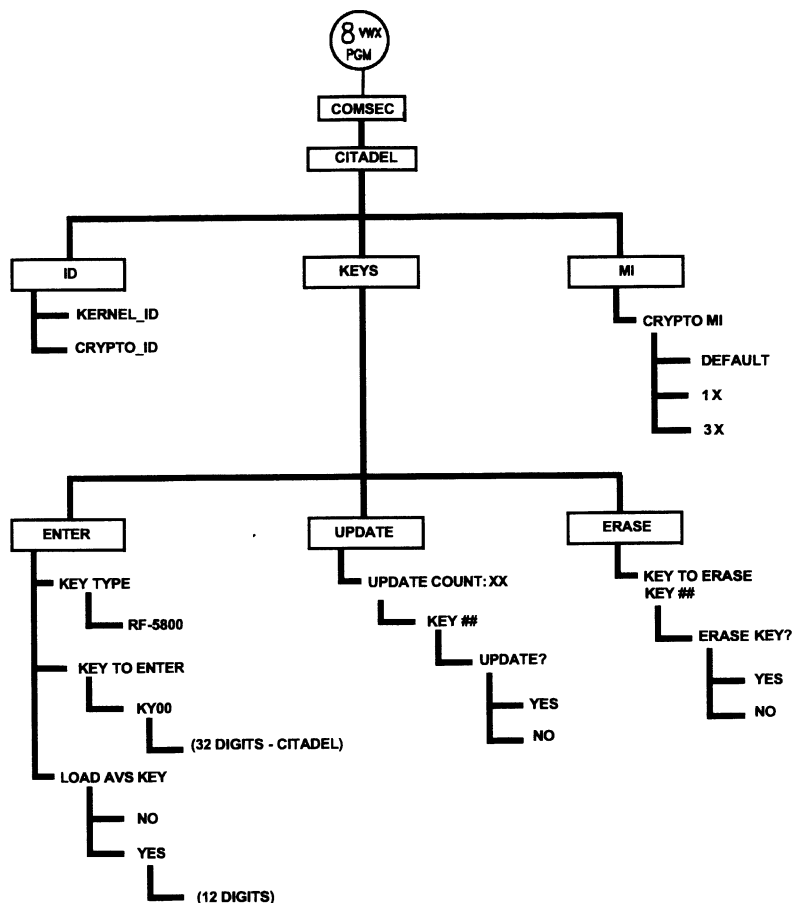 8 VWX
PGM
COMSEC
CITADEL
ID
KEYS
MI
KERNEL_ID
CRYPTO_ID
CRYPTO MI
DEFAULT
1 X
3 X
ENTER
UPDATE
ERASE
KEY TYPE
RF-5800
KEY TO ENTER
KY00
(32 DIGITS - CITADEL)
LOAD AVS KEY
NO
YES
(12 DIGITS)
UPDATE COUNT: XX
KEY ##
UPDATE?
YES
NO
KEY TO ERASE
KEY ##
ERASE KEY?
YES
NO